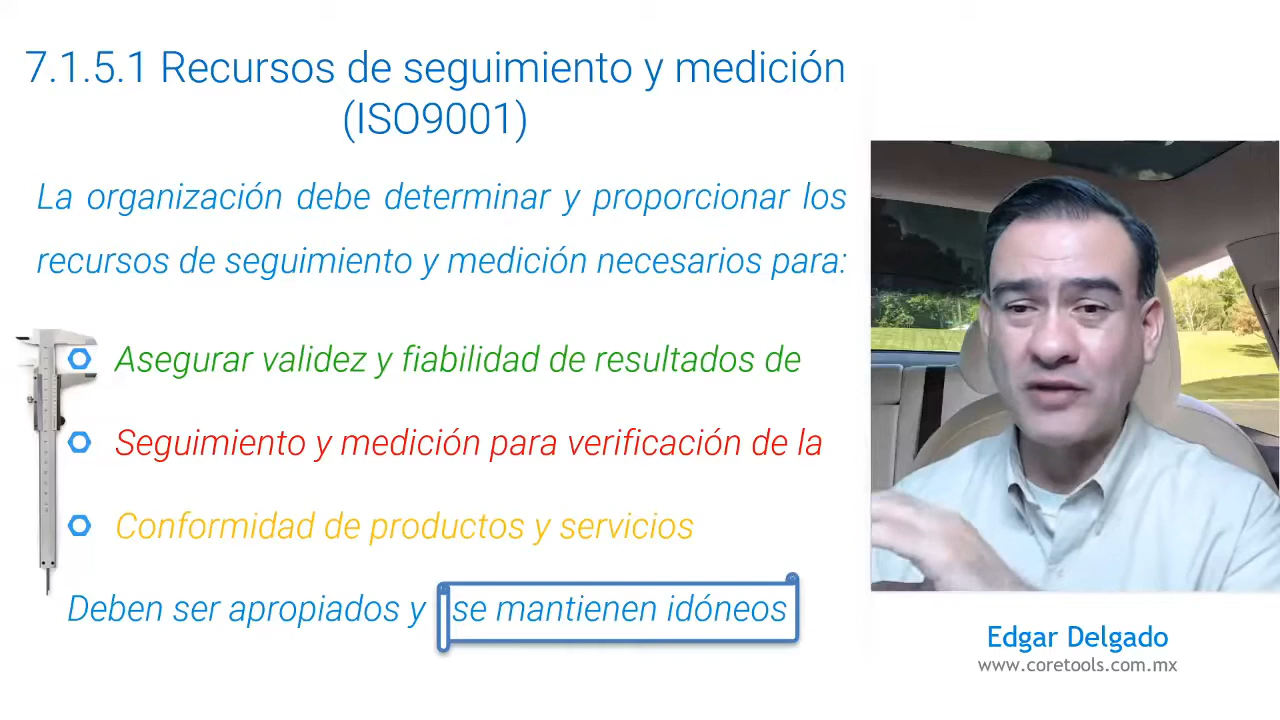 7.1.5.1 Recursos de seguimiento y medición
(ISO9001)
La organización debe determinar y proporcionar los
recursos de seguimiento y medición necesarios para:
Asegurar validez y fiabilidad de resultados de
Seguimiento y medición para verificación de la
Conformidad de productos y servicios
Deben ser apropiados y se mantienen idóneos
Edgar Delgado
www.coretools.com.mx